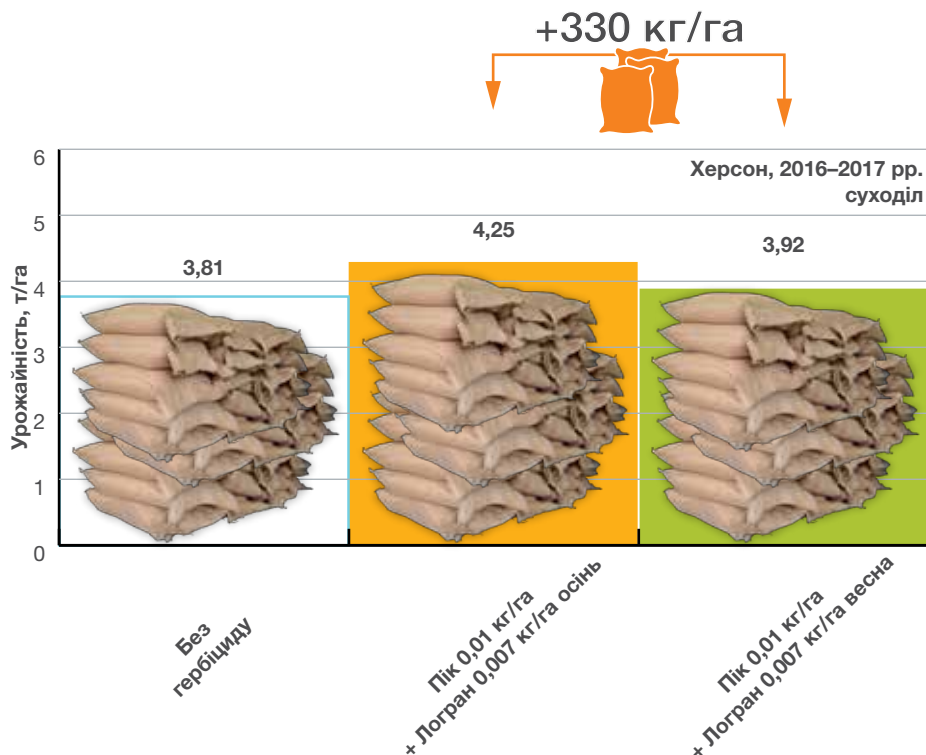 +330 кг/га
Херсон, 2016–2017 рр.
суходіл
Урожайність, т/га
6
5
4
3
2
1
0
3,81
4,25
3,92
Без
гербіциду
Пік 0,01 кг/га
+ Логран 0,007 кг/га осінь
Пік 0,01 кг/га
+ Логран 0,007 кг/га весна